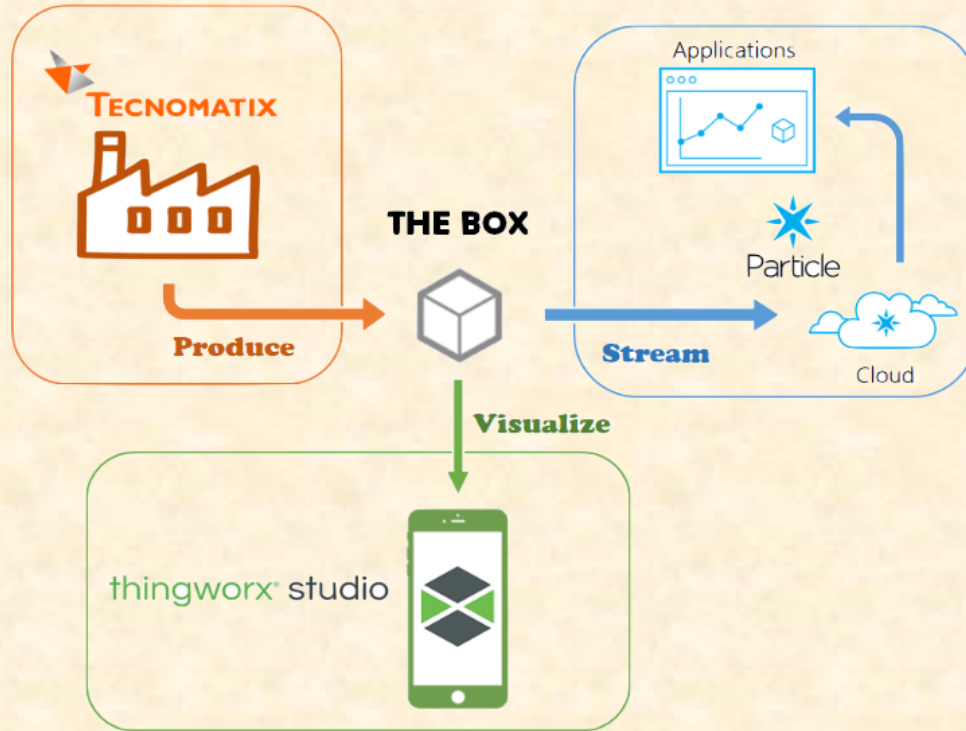 TECNOMATIX
Produce
THE BOX
Applications
Particle
Stream
Cloud
Visualize
thingworx® studio